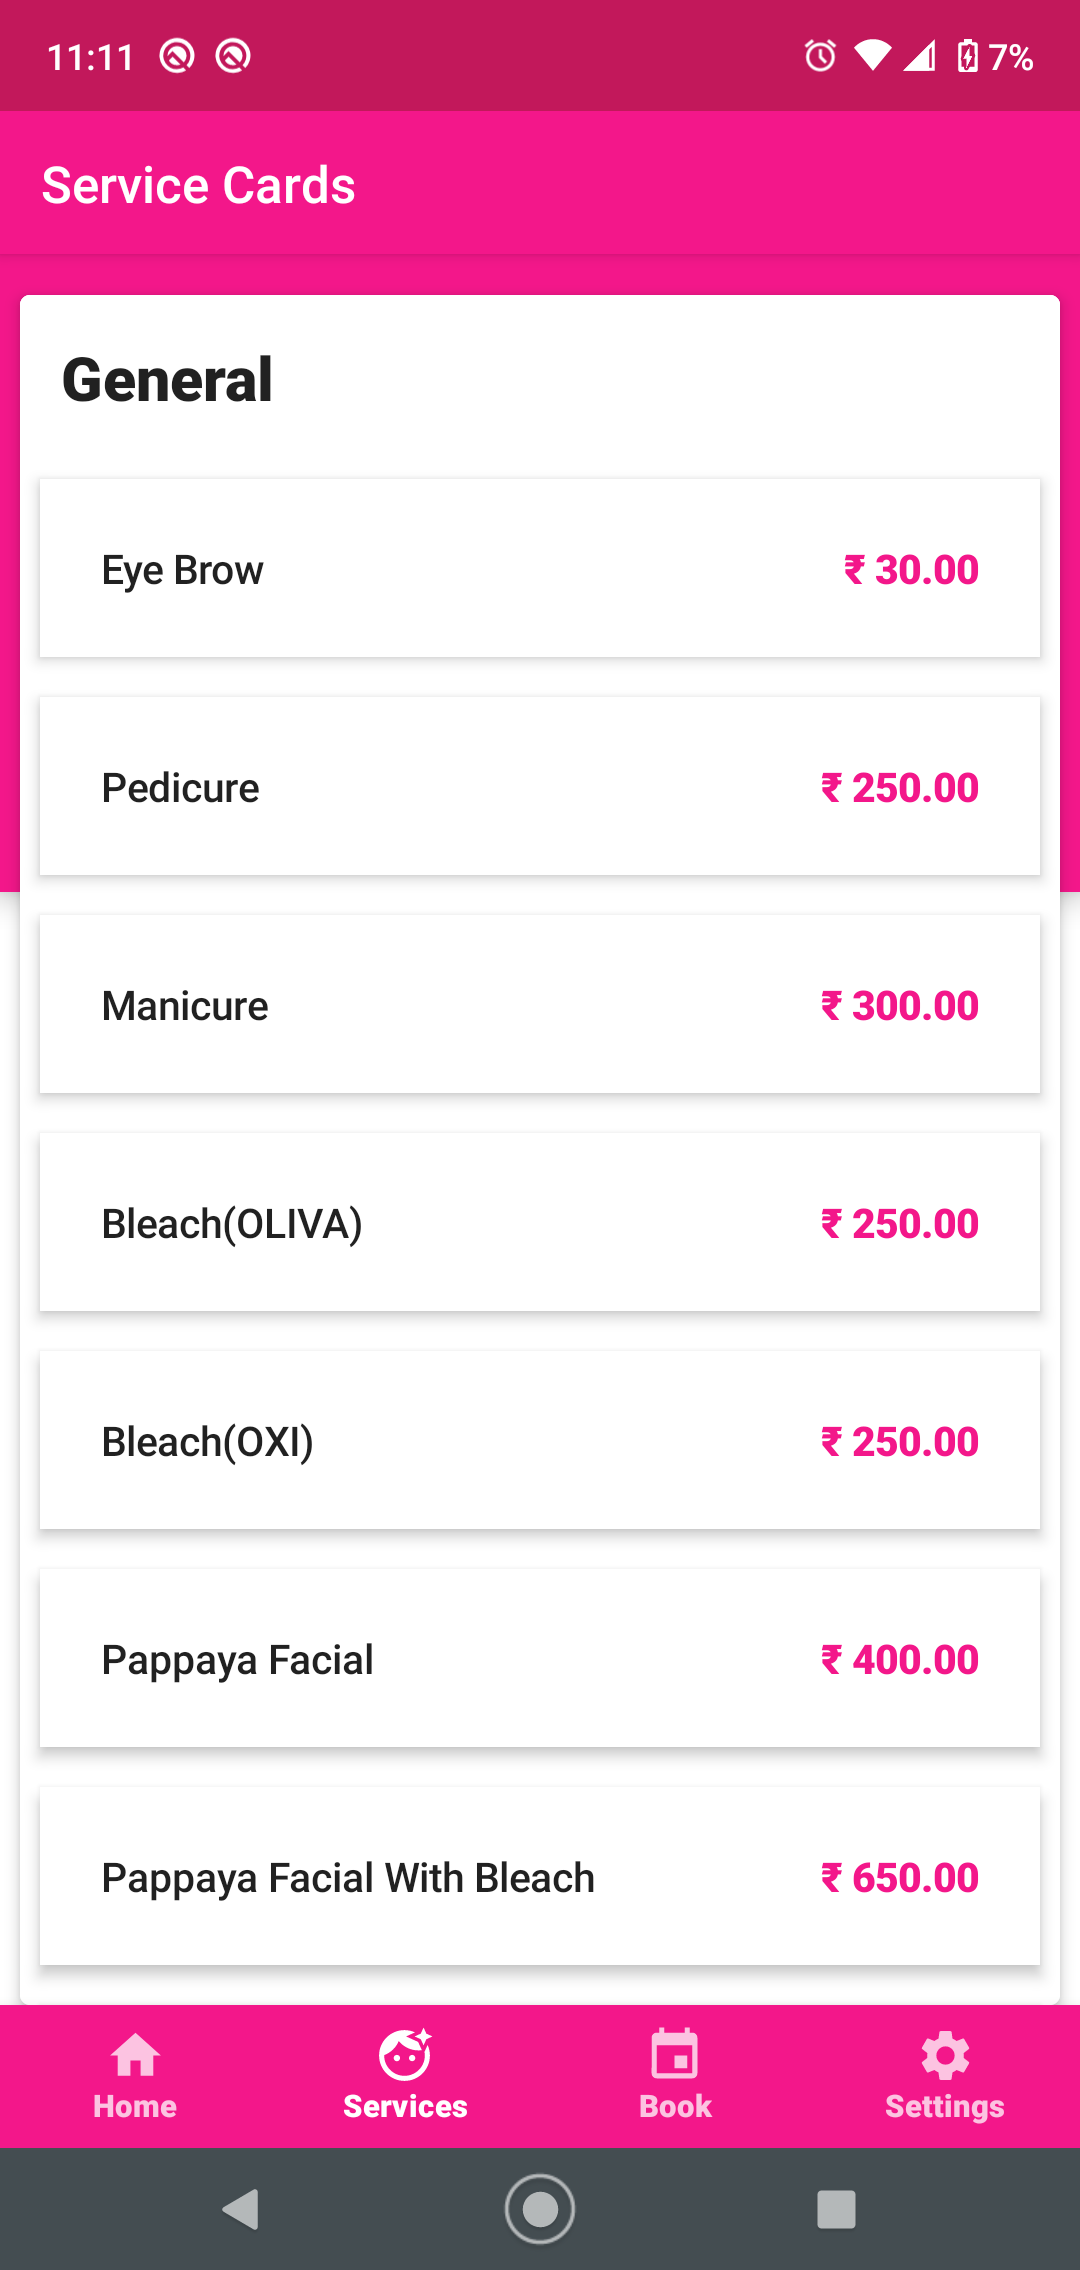 11:11 7%
Service Cards
General
Eye Brow ₹ 30.00
Pedicure ₹ 250.00
Manicure ₹ 300.00
Bleach(OLIVA) ₹ 250.00
Bleach(OXI) ₹ 250.00
Pappaya Facial ₹ 400.00
Pappaya Facial With Bleach ₹ 650.00
Home Services Book Settings